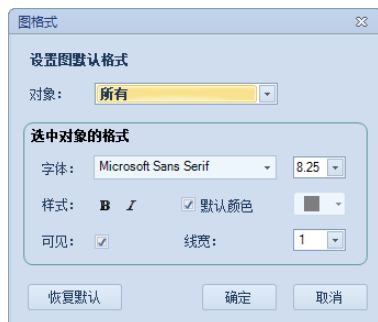 图格式
设置图默认格式
对象： 所有
选中对象的格式
字体： Microsoft Sans Serif 8.25
样式： B I 默认颜色
可见： 线宽： 1
恢复默认 确定 取消